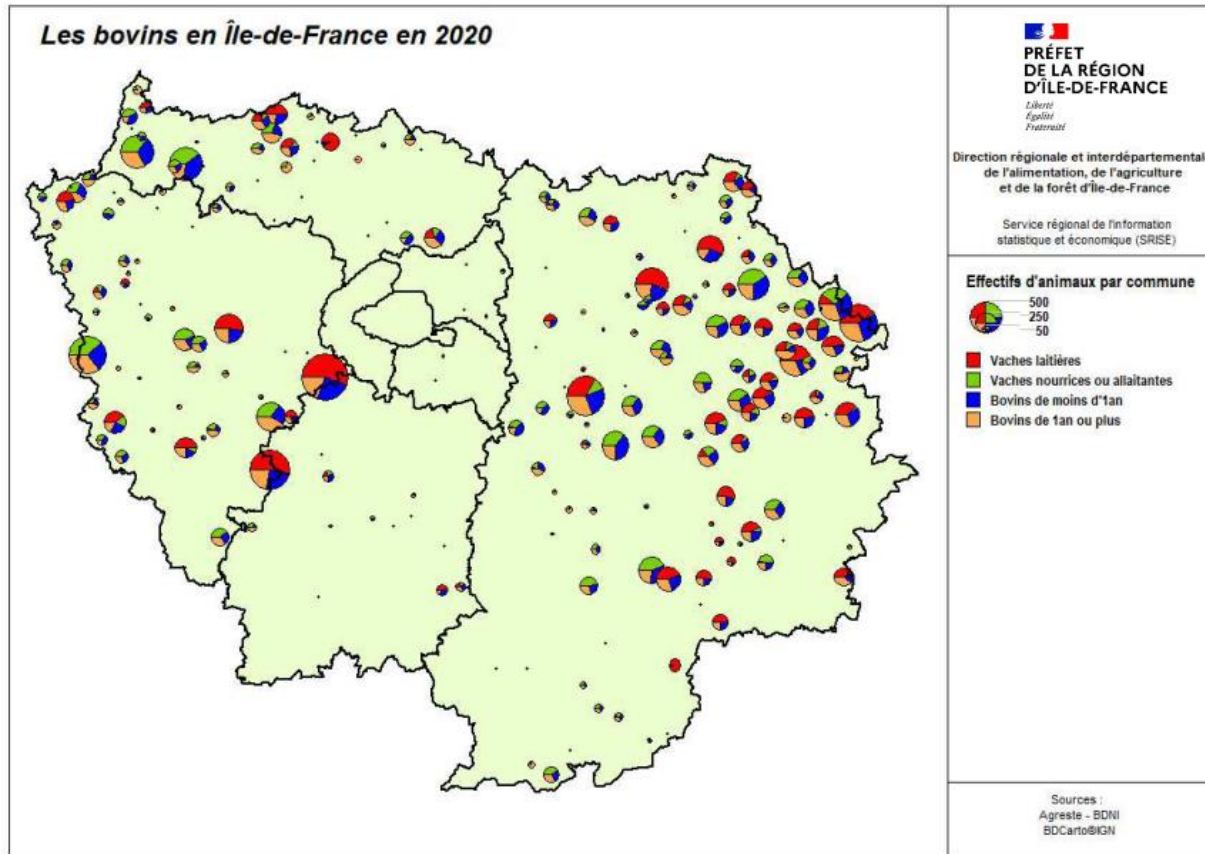 Les bovins en Île-de-France en 2020
PRÉFET
DE LA RÉGION
D'ÎLE-DE-FRANCE
Liberté
Égalité
Fraternité
Direction régionale et interdépartementale
de l'alimentation, de l'agriculture
et de la forêt d'Île-de-France
Service régional de l'information
statistique et économique (SRISE)
Effectifs d'animaux par commune
500
250
50
Vaches laitières
Vaches nourrices ou allaitantes
Bovins de moins d'1an
Bovins de 1an ou plus
Sources :
Agreste - BDNI
BDCarto®IGN